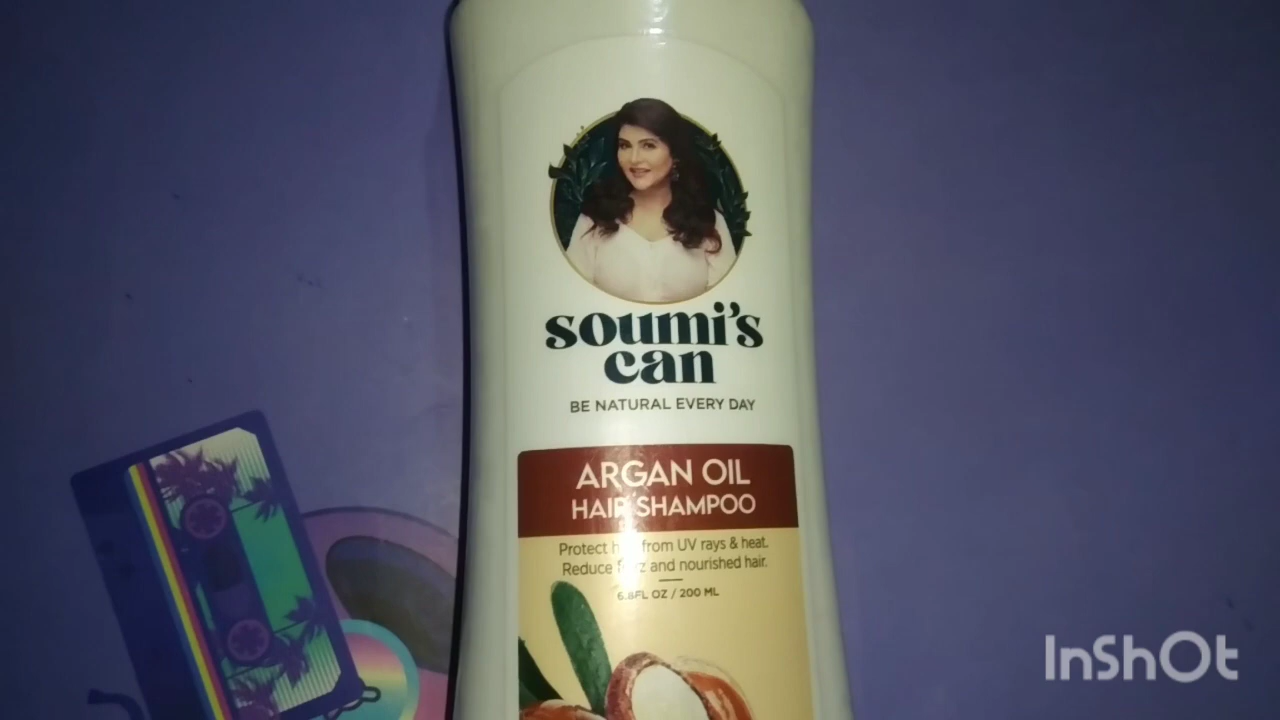 soumi's
can
BE NATURAL EVERY DAY
ARGAN OIL
HAIR SHAMPOO
Protect from UV rays & heat.
Reduce and nourished hair.
6.8FL OZ / 200 ML
InShOt